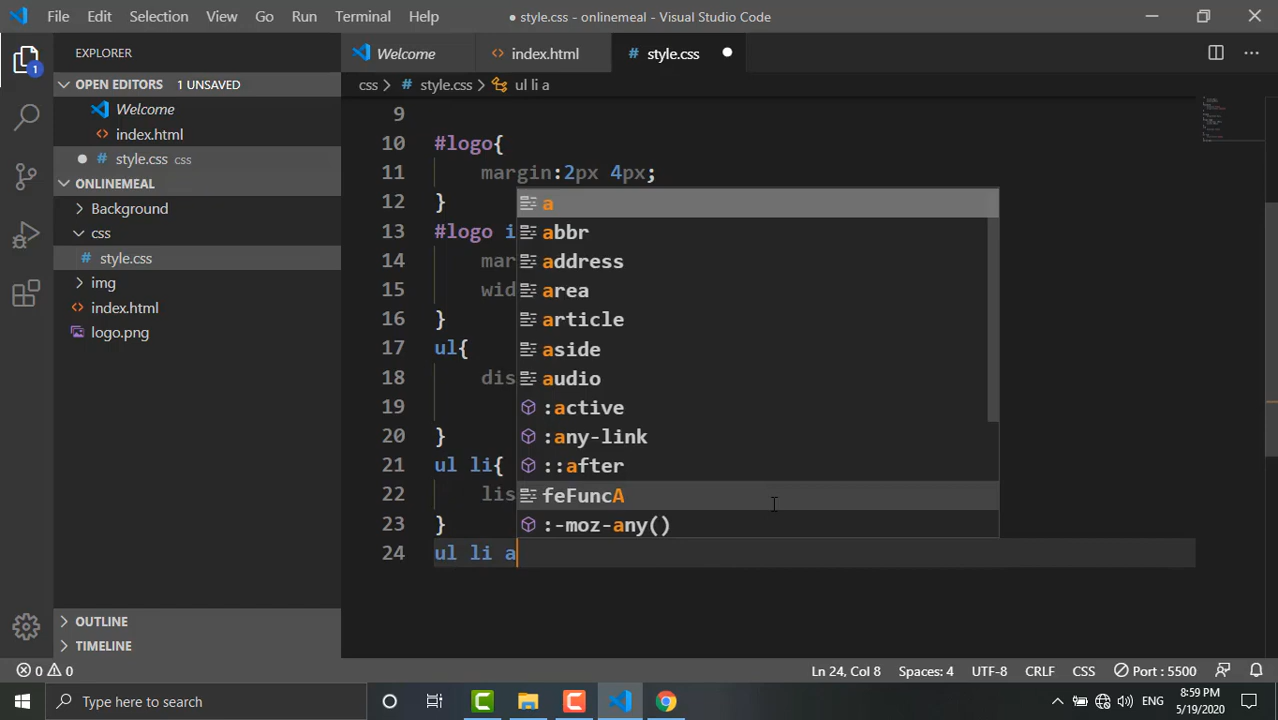 File Edit Selection View Go Run Terminal Help
● style.css - onlinemeal - Visual Studio Code
EXPLORER
Welcome
index.html
# style.css
OPEN EDITORS 1 UNSAVED
css > # style.css > ul li a
Welcome
index.html
# style.css css
ONLINEMEAL
Background
css
# style.css
img
index.html
logo.png
OUTLINE
TIMELINE
9
10 #logo{
11 margin:2px 4px;
12 }
13 #logo i
14 mar
15 wid
16 }
17 ul{
18 dis
19
20 }
21 ul li{
22 lis
23 }
24 ul li a
a
abbr
address
area
article
aside
audio
:active
:any-link
::after
feFuncA
:-moz-any()
1
0 0
Ln 24, Col 8 Spaces: 4 UTF-8 CRLF CSS Port : 5500
Type here to search
ENG
8:59 PM
5/19/2020